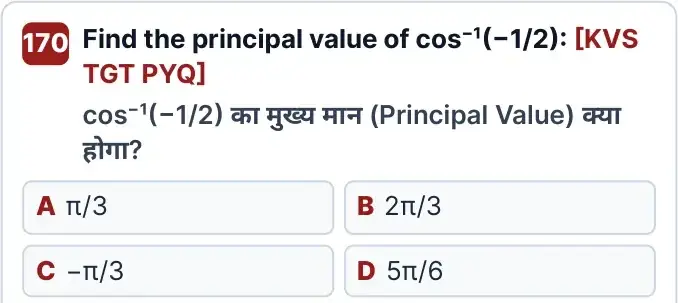 170 Find the principal value of cos⁻¹(−1/2): [KVS
TGT PYQ]
cos⁻¹(−1/2) का मुख्य मान (Principal Value) क्या
होगा?
A π/3 B 2π/3
C −π/3 D 5π/6